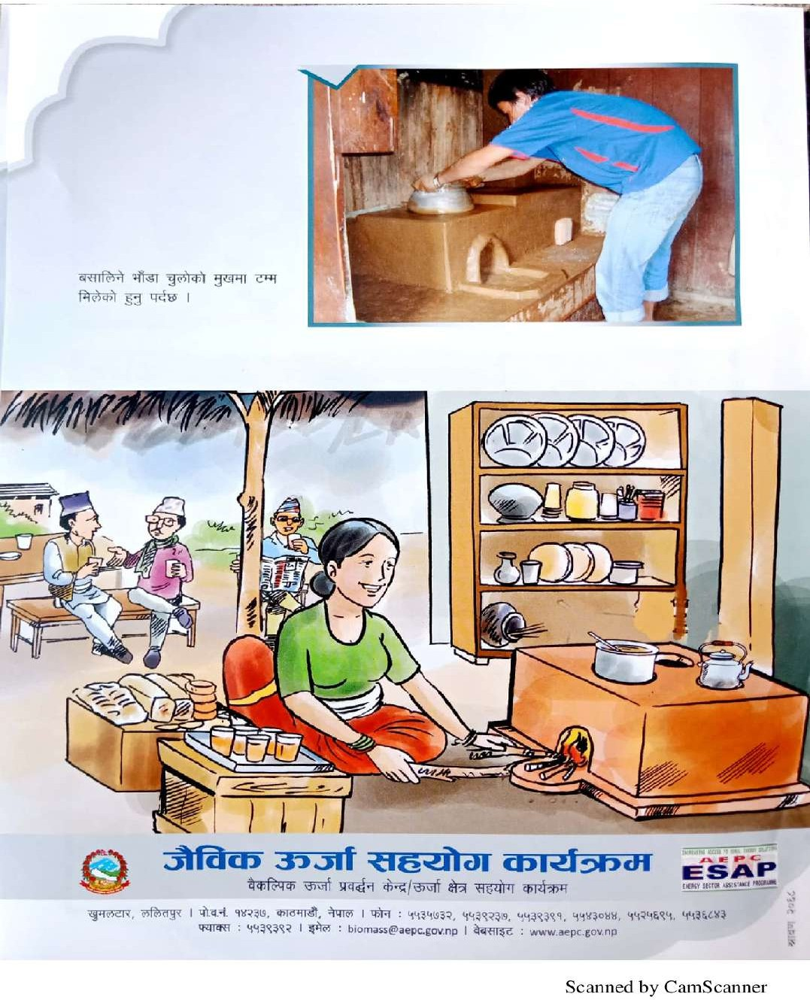 बसालिने भाँडा चुलोको मुखमा टम्म
मिलेको हुनु पर्दछ ।
जैविक ऊर्जा सहयोग कार्यक्रम
वैकल्पिक ऊर्जा प्रवर्द्धन केन्द्र/ऊर्जा क्षेत्र सहयोग कार्यक्रम
AEPC
ESAP
ENERGY SECTOR ASSISTANCE PROGRAMME
खुमलटार, ललितपुर । पो.व.नं. १४२३७, काठमाडौं, नेपाल । फोन : ५५३५७३२, ५५३९२३७, ५५३९३९१, ५५४३०४४, ५५२५६९५, ५५३६८४३
फ्याक्स : ५५३९३९२ । इमेल : biomass@aepc.gov.np । वेबसाइट : www.aepc.gov.np
श्रावण २०६८
Scanned by CamScanner